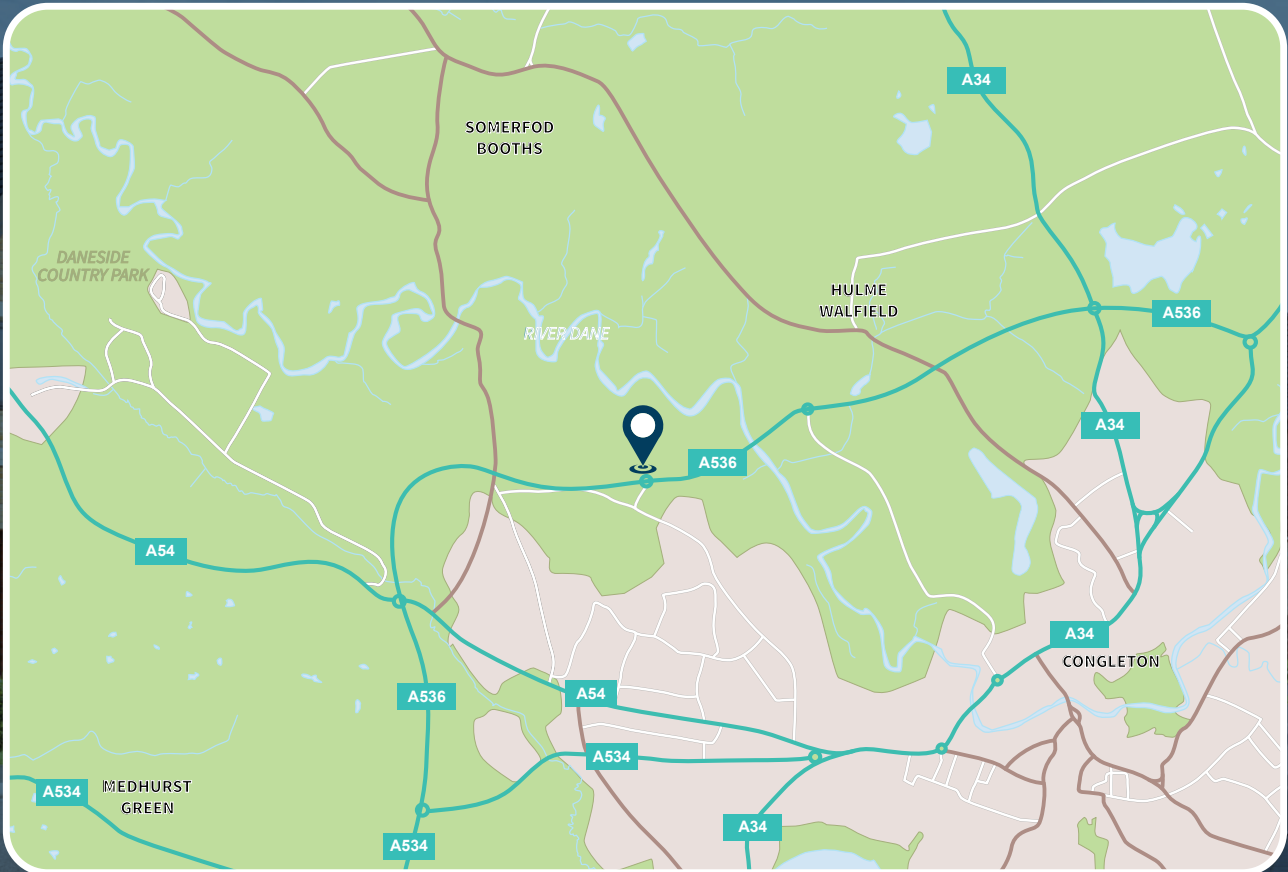 A34
SOMERFOD
BOOTHS
DANESIDE
COUNTRY PARK
HULME
WALFIELD
A536
RIVER DANE
A34
A536
A54
A34
CONGLETON
A536
A54
A534
MEDHURST
GREEN
A534
A34
A534